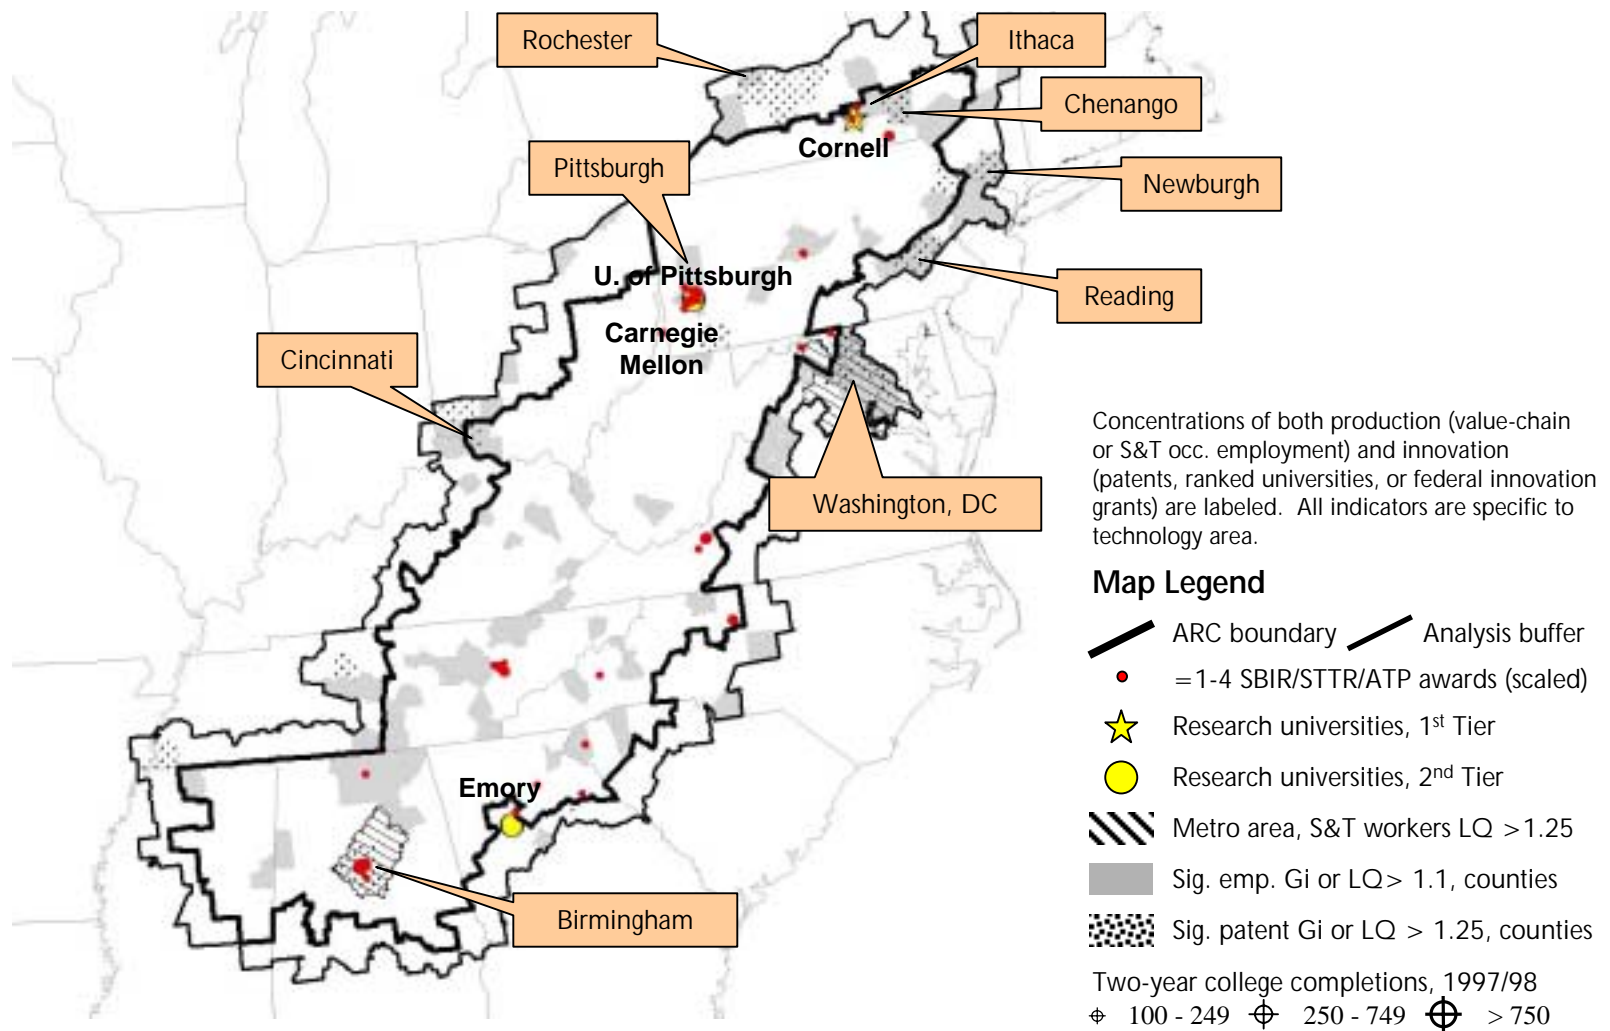 Rochester
Ithaca
Chenango
Cornell
Pittsburgh
Newburgh
U. of Pittsburgh
Reading
Carnegie
Mellon
Cincinnati
Washington, DC
Emory
Birmingham
Concentrations of both production (value-chain
or S&T occ. employment) and innovation
(patents, ranked universities, or federal innovation
grants) are labeled. All indicators are specific to
technology area.
Map Legend
ARC boundary
Analysis buffer
=1-4 SBIR/STTR/ATP awards (scaled)
Research universities, 1st Tier
Research universities, 2nd Tier
Metro area, S&T workers LQ >1.25
Sig. emp. Gi or LQ> 1.1, counties
Sig. patent Gi or LQ > 1.25, counties
Two-year college completions, 1997/98
100 - 249 250 - 749 > 750